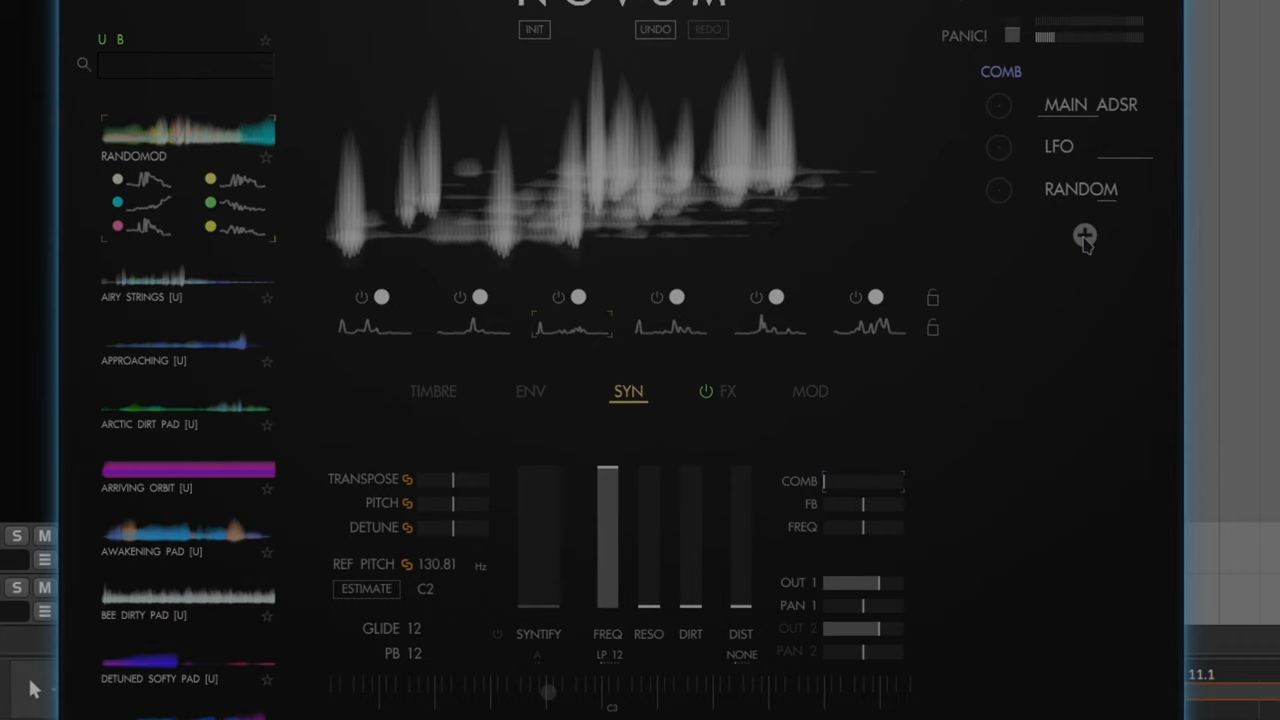 NOVUM
U B
INIT
UNDO
REDO
PANIC!
COMB
MAIN ADSR
LFO
RANDOM
RANDOMOD
AIRY STRINGS [U]
APPROACHING [U]
ARCTIC DIRT PAD [U]
ARRIVING ORBIT [U]
AWAKENING PAD [U]
BEE DIRTY PAD [U]
DETUNED SOFTY PAD [U]
TIMBRE
ENV
SYN
FX
MOD
TRANSPOSE
PITCH
DETUNE
REF PITCH 130.81 Hz
ESTIMATE C2
GLIDE 12
PB 12
SYNTIFY
A
FREQ
LP 12
RESO
DIRT
DIST
NONE
COMB
FB
FREQ
OUT 1
PAN 1
OUT 2
PAN 2
C3
S M
S M
11.1